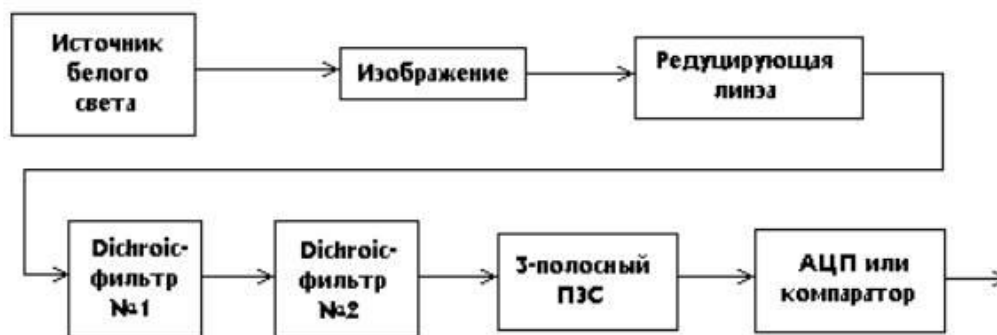 Источник
белого
света
Изображение
Редуцирующая
линза
Dichroic-
фильтр
№1
Dichroic-
фильтр
№2
3-полосный
ПЗС
АЦП или
компаратор